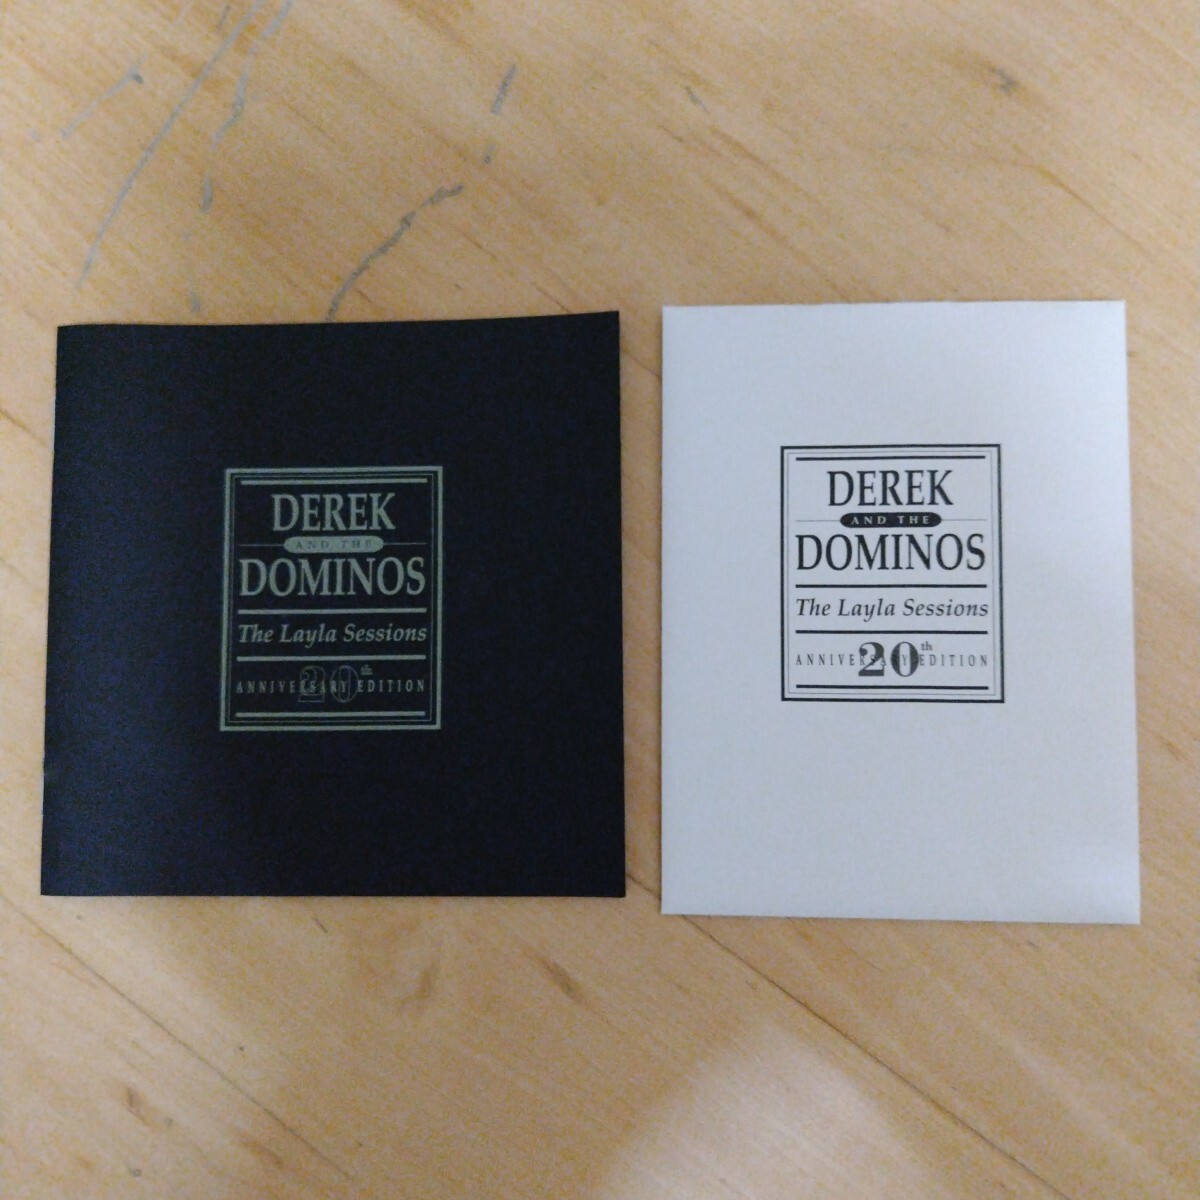 DEREK
AND THE
DOMINOS
The Layla Sessions
20th
ANNIVERSARY EDITION
DEREK
AND THE
DOMINOS
The Layla Sessions
20th
ANNIVERSARY EDITION